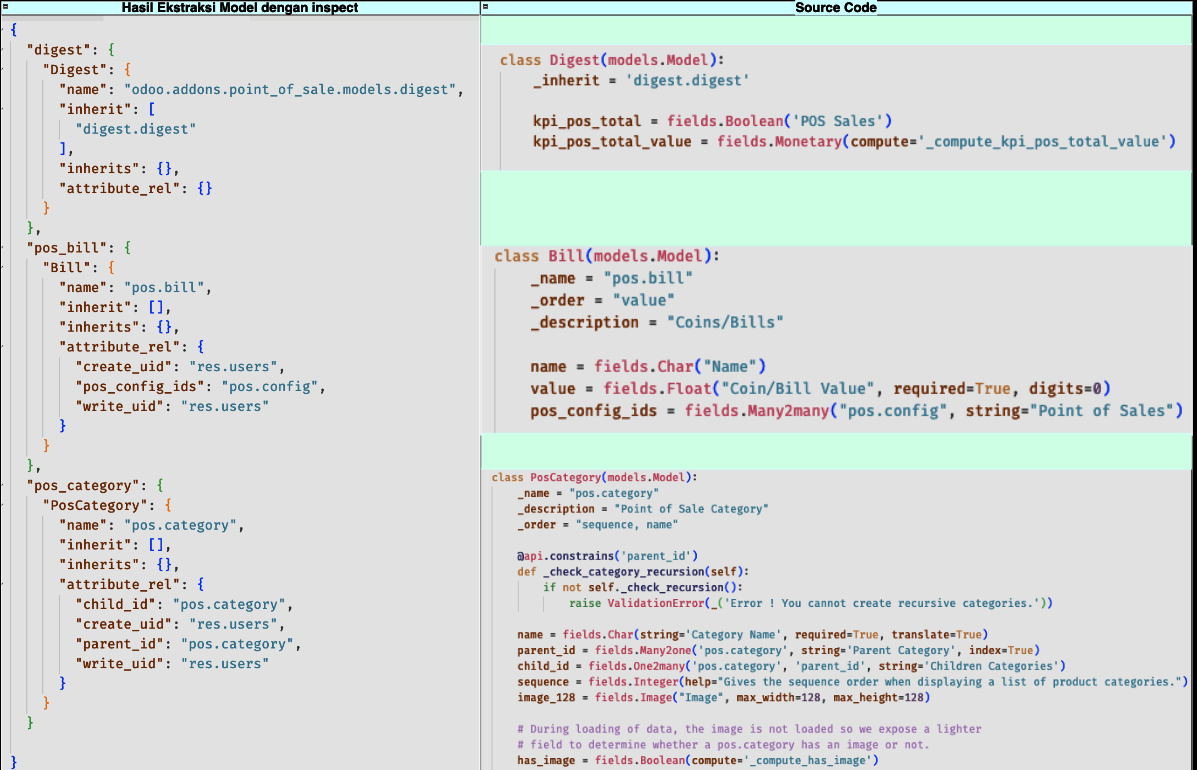 Hasil Ekstraksi Model dengan inspect
{
"digest": {
"Digest": {
"name": "odoo.addons.point_of_sale.models.digest",
"inherit": [
"digest.digest"
],
"inherits": {},
"attribute_rel": {}
}
},
"pos_bill": {
"Bill": {
"name": "pos.bill",
"inherit": [],
"inherits": {},
"attribute_rel": {
"create_uid": "res.users",
"pos_config_ids": "pos.config",
"write_uid": "res.users"
}
}
},
"pos_category": {
"PosCategory": {
"name": "pos.category",
"inherit": [],
"inherits": {},
"attribute_rel": {
"child_id": "pos.category",
"create_uid": "res.users",
"parent_id": "pos.category",
"write_uid": "res.users"
}
}
}
}
Source Code
class Digest(models.Model):
_inherit = 'digest.digest'
kpi_pos_total = fields.Boolean('POS Sales')
kpi_pos_total_value = fields.Monetary(compute='_compute_kpi_pos_total_value')
class Bill(models.Model):
_name = "pos.bill"
_order = "value"
_description = "Coins/Bills"
name = fields.Char("Name")
value = fields.Float("Coin/Bill Value", required=True, digits=0)
pos_config_ids = fields.Many2many("pos.config", string="Point of Sales")
class PosCategory(models.Model):
_name = "pos.category"
_description = "Point of Sale Category"
_order = "sequence, name"
@api.constrains('parent_id')
def _check_category_recursion(self):
if not self._check_recursion():
raise ValidationError(_('Error ! You cannot create recursive categories.'))
name = fields.Char(string='Category Name', required=True, translate=True)
parent_id = fields.Many2one('pos.category', string='Parent Category', index=True)
child_id = fields.One2many('pos.category', 'parent_id', string='Children Categories')
sequence = fields.Integer(help="Gives the sequence order when displaying a list of product categories.")
image_128 = fields.Image("Image", max_width=128, max_height=128)
# During loading of data, the image is not loaded so we expose a lighter
# field to determine whether a pos.category has an image or not.
has_image = fields.Boolean(compute='_compute_has_image')